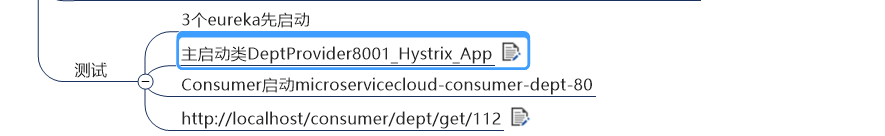 3个eureka先启动
主启动类DeptProvider8001_Hystrix_App
测试
Consumer启动microservicecloud-consumer-dept-80
http://localhost/consumer/dept/get/112